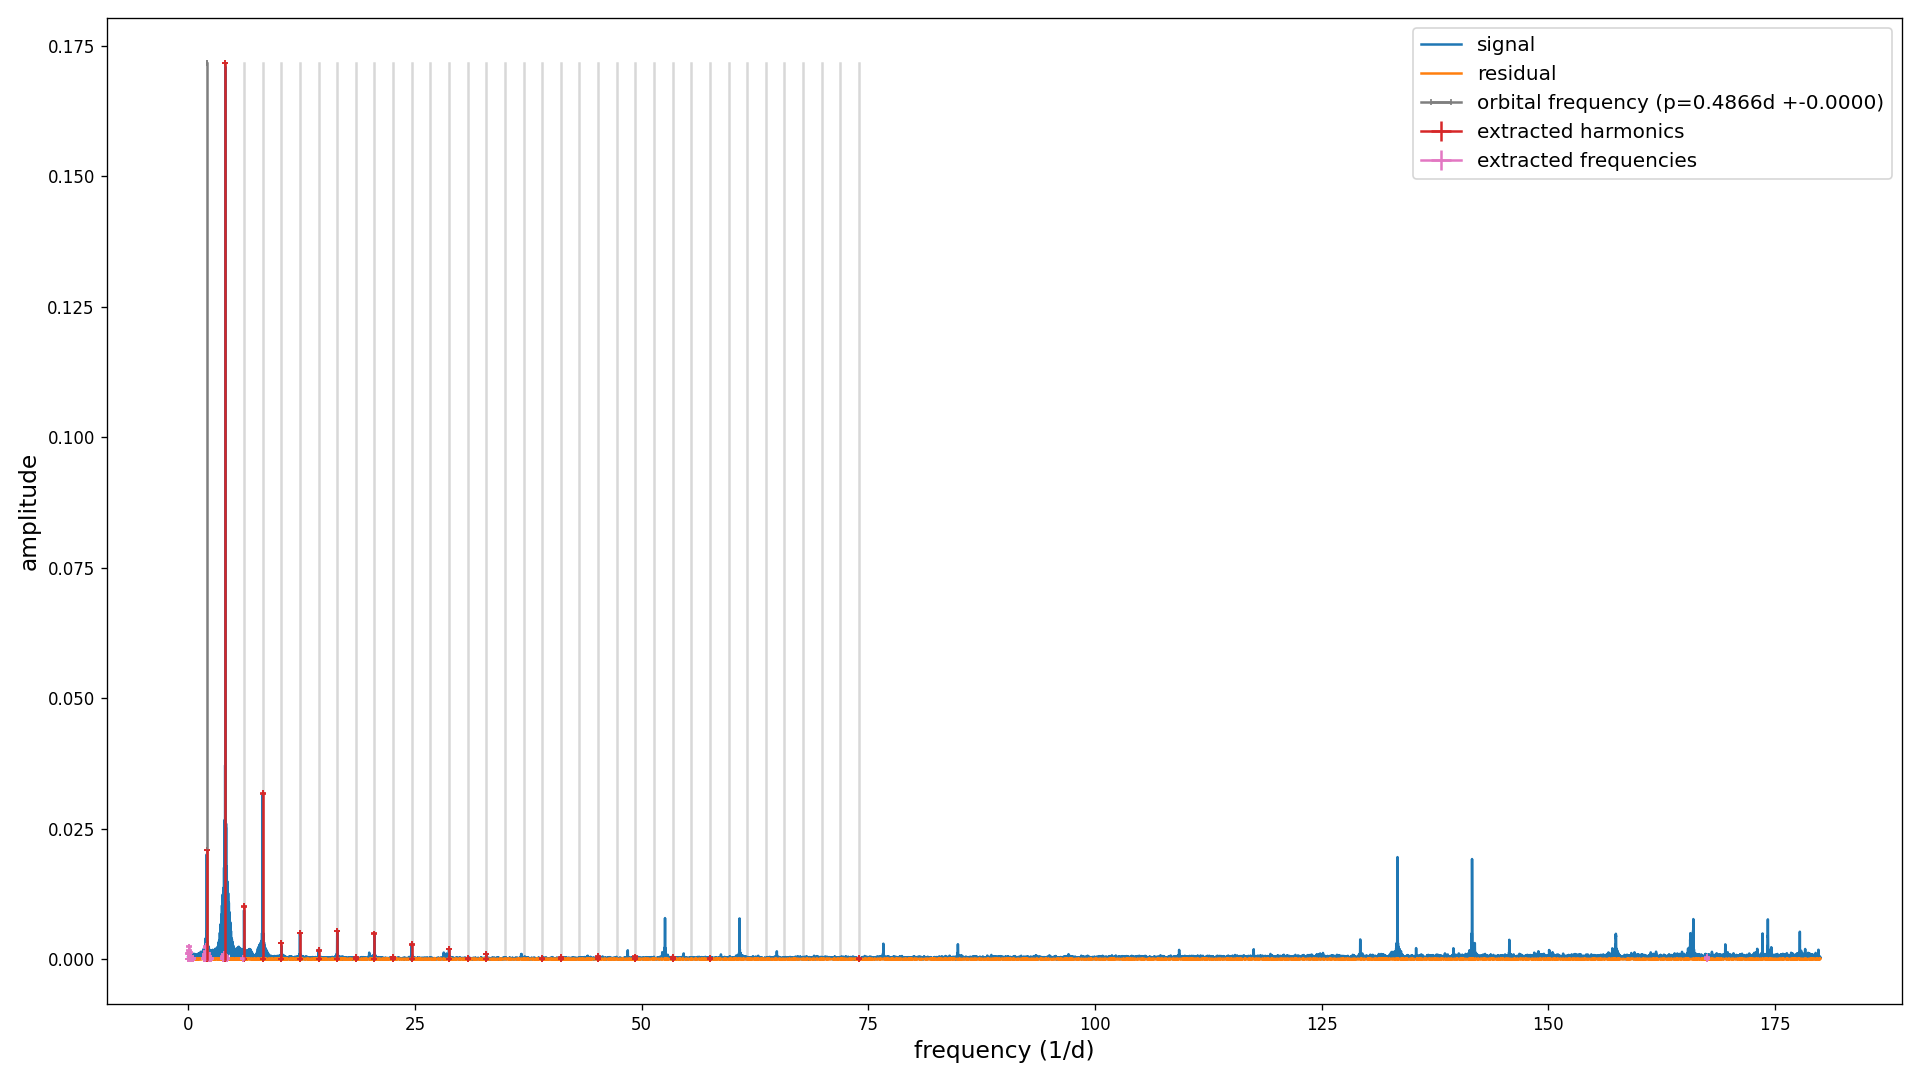 signal
residual
orbital frequency (p=0.4866d +-0.0000)
extracted harmonics
extracted frequencies
0.175
0.150
0.125
0.100
0.075
0.050
0.025
0.000
amplitude
0 25 50 75 100 125 150 175
frequency (1/d)